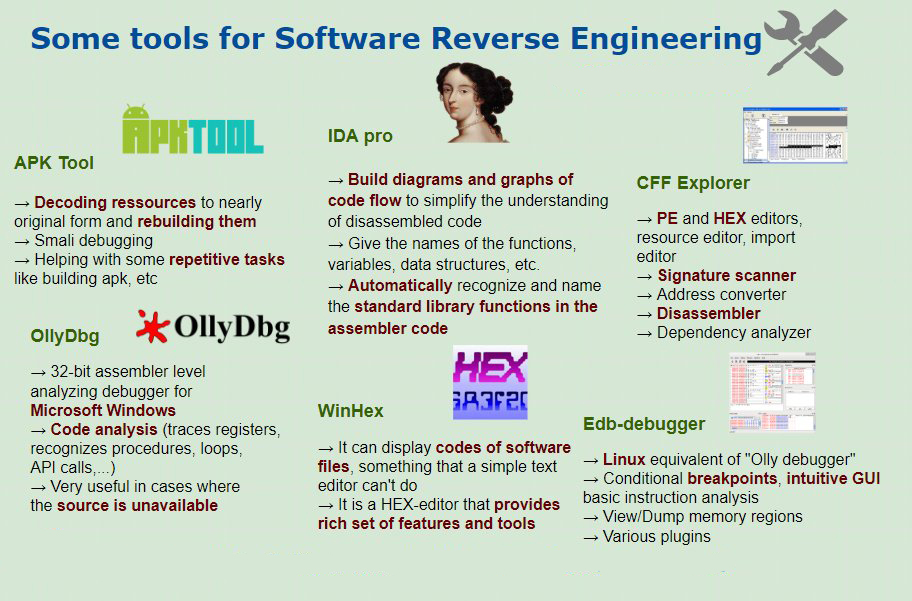 Some tools for Software Reverse Engineering
APKTOOL
APK Tool
→ Decoding ressources to nearly
original form and rebuilding them
→ Smali debugging
→ Helping with some repetitive tasks
like building apk, etc
IDA pro
→ Build diagrams and graphs of
code flow to simplify the understanding
of disassembled code
→ Give the names of the functions,
variables, data structures, etc.
→ Automatically recognize and name
the standard library functions in the
assembler code
CFF Explorer
→ PE and HEX editors,
resource editor, import
editor
→ Signature scanner
→ Address converter
→ Disassembler
→ Dependency analyzer
OllyDbg
OllyDbg
→ 32-bit assembler level
analyzing debugger for
Microsoft Windows
→ Code analysis (traces registers,
recognizes procedures, loops,
API calls,...)
→ Very useful in cases where
the source is unavailable
HEX
WinHex
→ It can display codes of software
files, something that a simple text
editor can't do
→ It is a HEX-editor that provides
rich set of features and tools
Edb-debugger
→ Linux equivalent of "Olly debugger"
→ Conditional breakpoints, intuitive GUI
basic instruction analysis
→ View/Dump memory regions
→ Various plugins